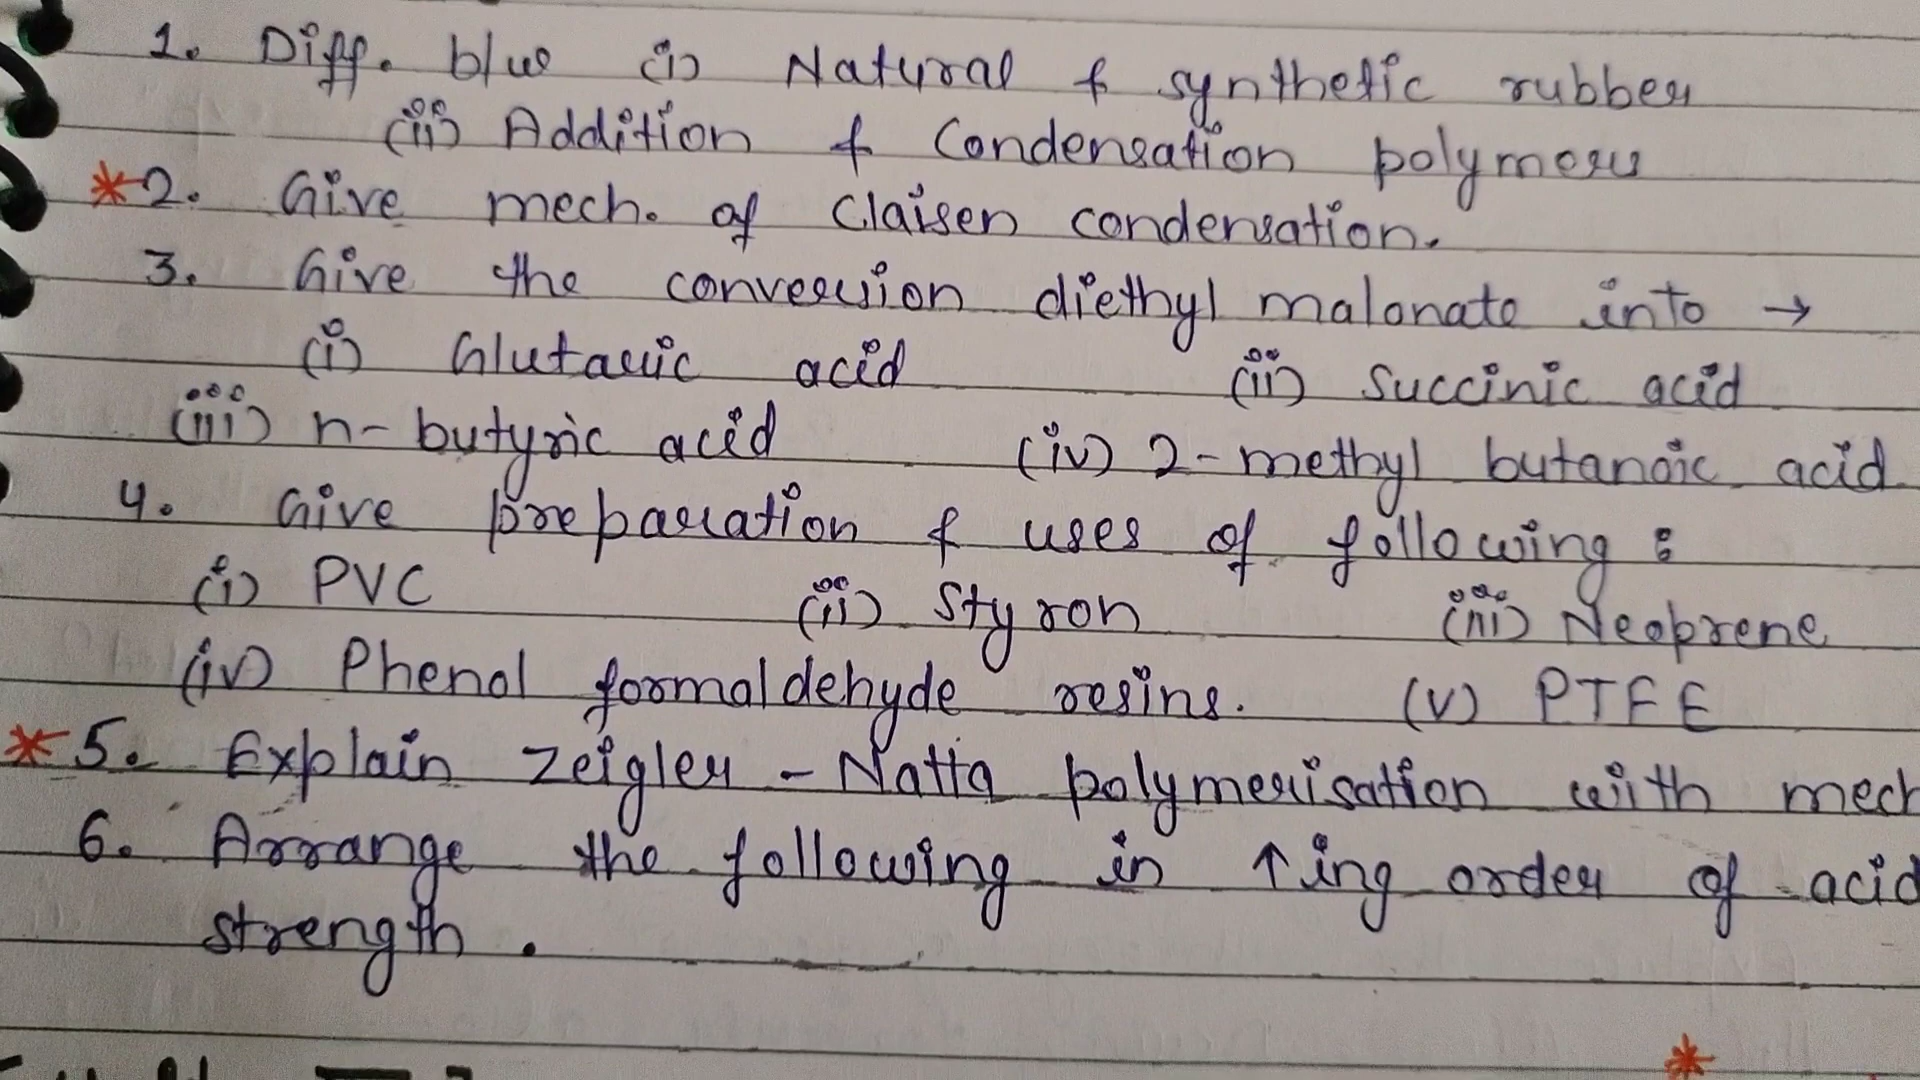 1. Diff. b/w (i) Natural & synthetic rubber
(ii) Addition & Condensation polymers
*2. Give mech. of Claisen condensation.
3. Give the conversion diethyl malonate into →
(i) Glutaric acid (ii) Succinic acid
(iii) n-butyric acid (iv) 2-methyl butanoic acid
4. Give preparation & uses of following :
(i) PVC (ii) Styron (iii) Neoprene
(iv) Phenol formaldehyde resins. (v) PTFE
*5. Explain Zeigler - Natta polymerisation with mech
6. Arrange the following in ↑ing order of acid
strength.
*